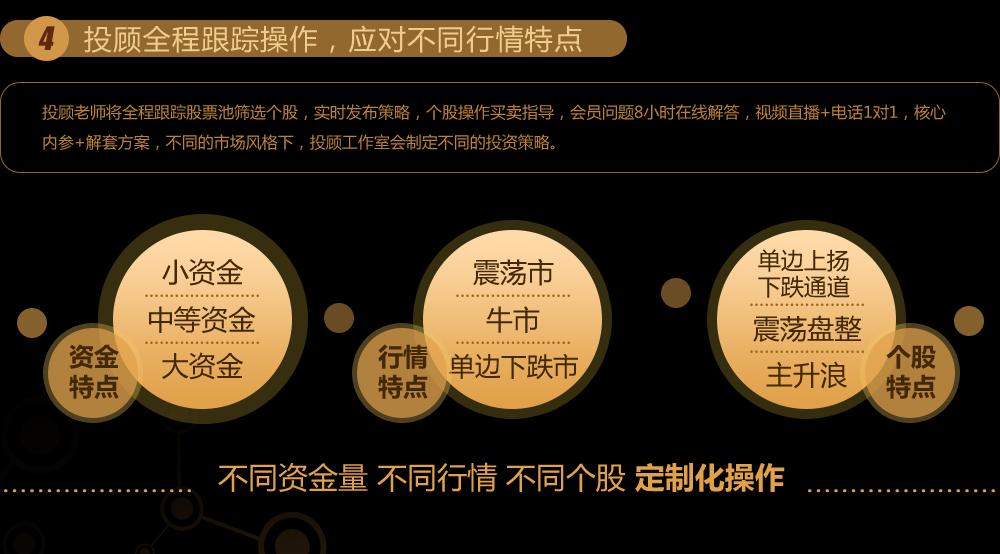 4 投顾全程跟踪操作，应对不同行情特点
投顾老师将全程跟踪股票池筛选个股，实时发布策略，个股操作买卖指导，会员问题8小时在线解答，视频直播+电话1对1，核心
内参+解套方案，不同的市场风格下，投顾工作室会制定不同的投资策略。
小资金
中等资金
大资金
资金
特点
震荡市
牛市
单边下跌市
行情
特点
单边上扬
下跌通道
震荡盘整
主升浪
个股
特点
不同资金量 不同行情 不同个股 定制化操作